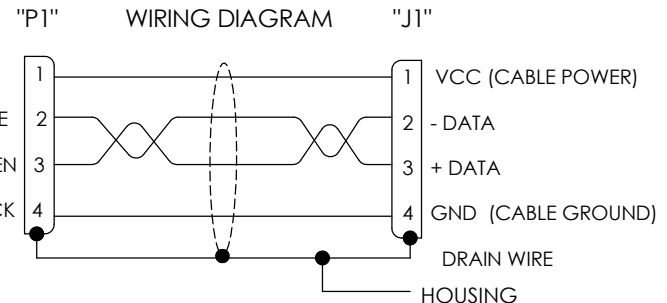 "P1" WIRING DIAGRAM "J1"
1 1 VCC (CABLE POWER)
2 2 - DATA
3 3 + DATA
4 4 GND (CABLE GROUND)
DRAIN WIRE
HOUSING